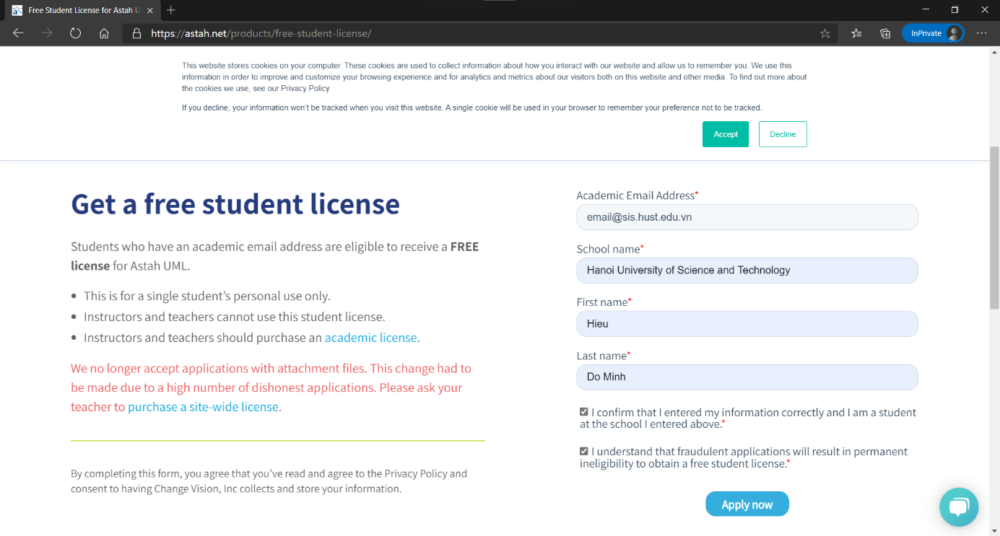 Free Student License for Astah U
https://astah.net/products/free-student-license/
InPrivate
This website stores cookies on your computer. These cookies are used to collect information about how you interact with our website and allow us to remember you. We use this
information in order to improve and customize your browsing experience and for analytics and metrics about our visitors both on this website and other media. To find out more about
the cookies we use, see our Privacy Policy.
If you decline, your information won't be tracked when you visit this website. A single cookie will be used in your browser to remember your preference not to be tracked.
Accept
Decline
Get a free student license
Students who have an academic email address are eligible to receive a FREE
license for Astah UML.
• This is for a single student's personal use only.
• Instructors and teachers cannot use this student license.
• Instructors and teachers should purchase an academic license.
We no longer accept applications with attachment files. This change had to
be made due to a high number of dishonest applications. Please ask your
teacher to purchase a site-wide license.
By completing this form, you agree that you've read and agree to the Privacy Policy and
consent to having Change Vision, Inc collects and store your information.
Academic Email Address*
email@sis.hust.edu.vn
School name*
Hanoi University of Science and Technology
First name*
Hieu
Last name*
Do Minh
I confirm that I entered my information correctly and I am a student
at the school I entered above.*
I understand that fraudulent applications will result in permanent
ineligibility to obtain a free student license.*
Apply now